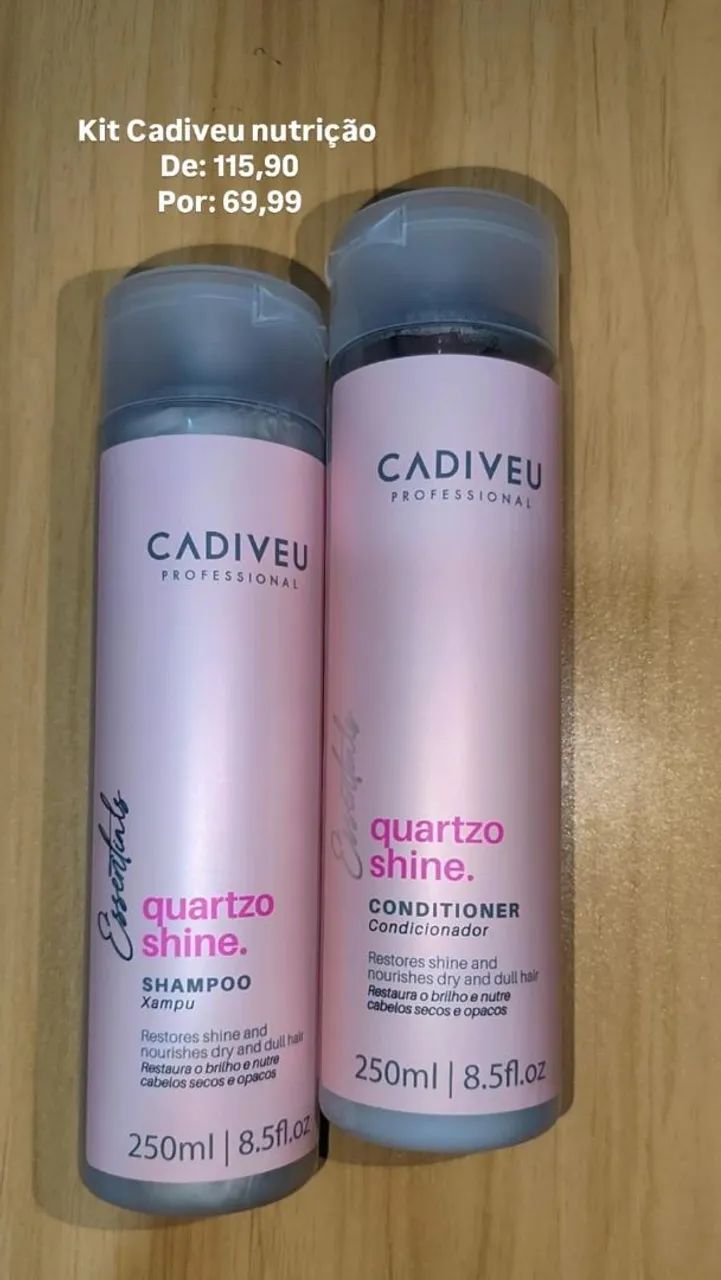 Kit Cadiveu nutrição
De: 115,90
Por: 69,99
CADIVEU
PROFESSIONAL
Essentials
quartzo
shine.
SHAMPOO
Xampu
Restores shine and
nourishes dry and dull hair
Restaura o brilho e nutre
cabelos secos e opacos
250ml | 8.5fl.oz
CADIVEU
PROFESSIONAL
Essentials
quartzo
shine.
CONDITIONER
Condicionador
Restores shine and
nourishes dry and dull hair
Restaura o brilho e nutre
cabelos secos e opacos
250ml | 8.5fl.oz